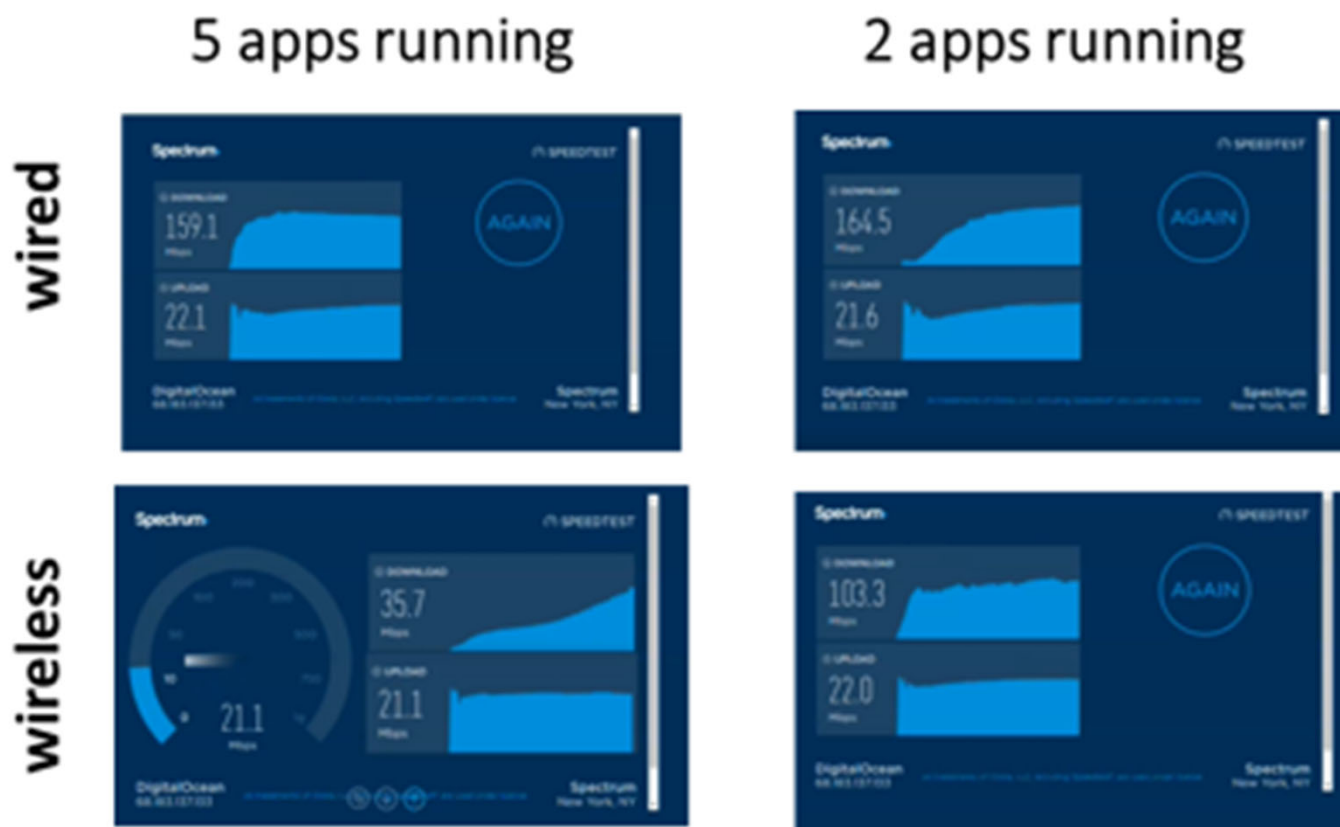 5 apps running
2 apps running
wired
Spectrum
SPEEDTEST
DOWNLOAD
159.1
Mbps
AGAIN
UPLOAD
22.1
Mbps
DigitalOcean
Spectrum
New York, NY
Spectrum
SPEEDTEST
DOWNLOAD
164.5
Mbps
AGAIN
UPLOAD
21.6
Mbps
DigitalOcean
Spectrum
New York, NY
wireless
Spectrum
SPEEDTEST
50
10
0
21.1
Mbps
DOWNLOAD
35.7
Mbps
UPLOAD
21.1
Mbps
DigitalOcean
Spectrum
New York, NY
Spectrum
SPEEDTEST
DOWNLOAD
103.3
Mbps
AGAIN
UPLOAD
22.0
Mbps
DigitalOcean
Spectrum
New York, NY